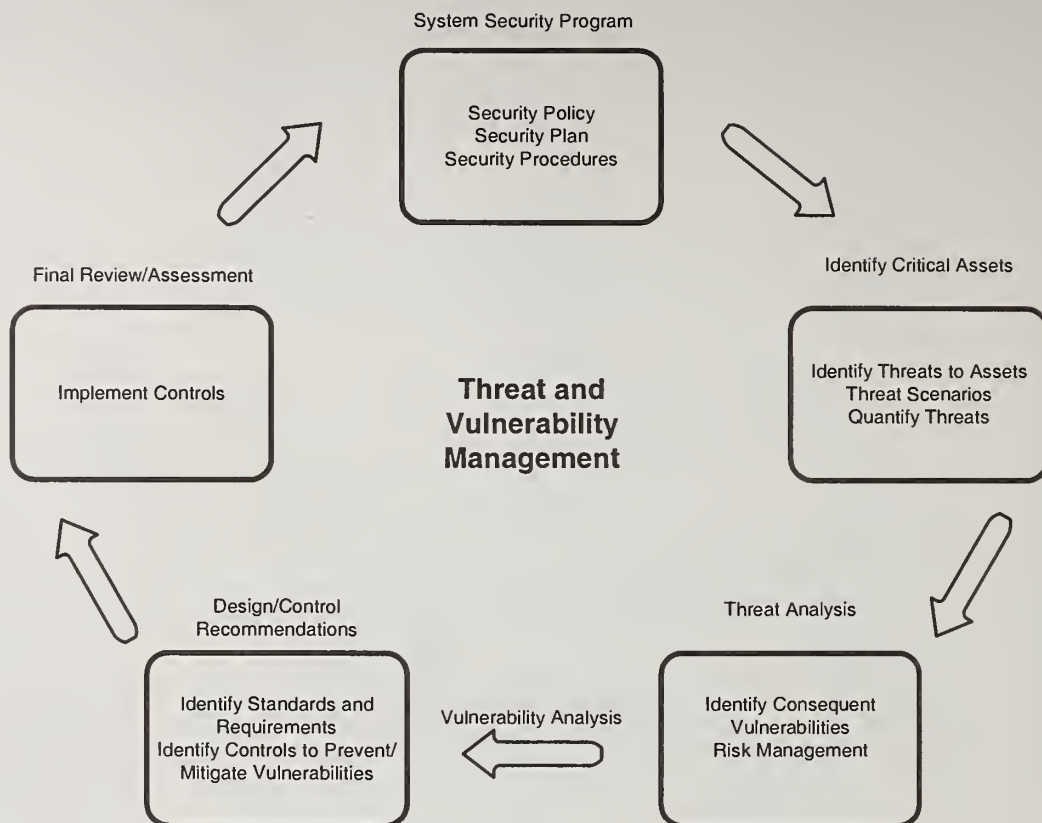 System Security Program
Security Policy
Security Plan
Security Procedures
Identify Critical Assets
Identify Threats to Assets
Threat Scenarios
Quantify Threats
Threat Analysis
Identify Consequent
Vulnerabilities
Risk Management
Vulnerability Analysis
Design/Control
Recommendations
Identify Standards and
Requirements
Identify Controls to Prevent/
Mitigate Vulnerabilities
Final Review/Assessment
Implement Controls
Threat and
Vulnerability
Management